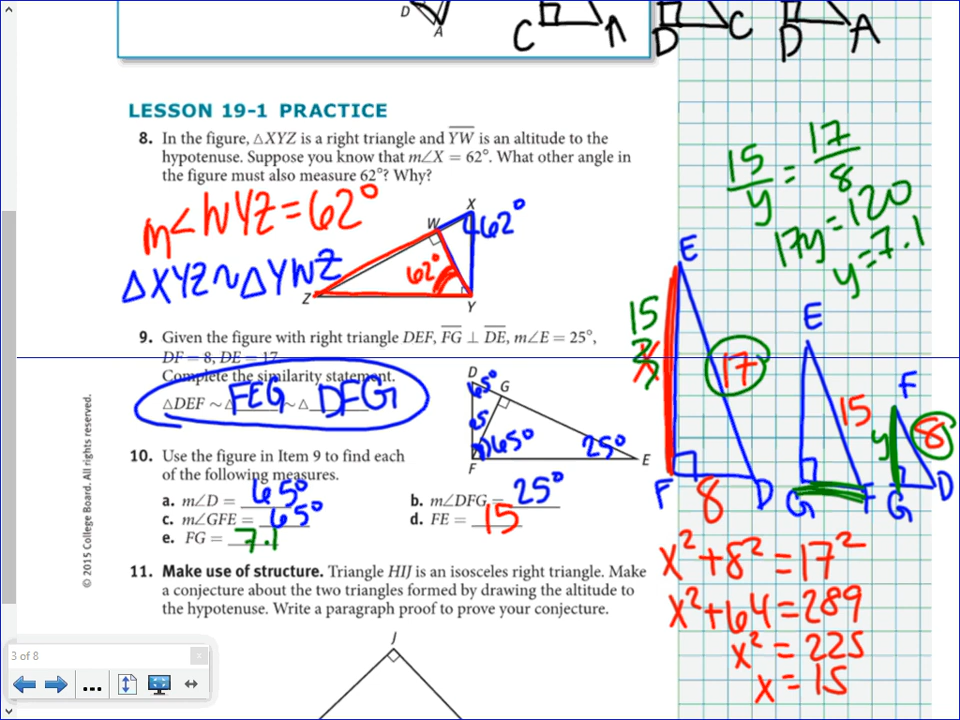 D
A
C
A
D
C
D
A
LESSON 19-1 PRACTICE
8. In the figure, △XYZ is a right triangle and YW is an altitude to the
hypotenuse. Suppose you know that m∠X = 62°. What other angle in
the figure must also measure 62°? Why?
m<WYZ=62°
△XYZ~△YWZ
X
W
62°
62°
Z
Y
9. Given the figure with right triangle DEF, FG ⊥ DE, m∠E = 25°,
DF = 8, DE = 17
Complete the similarity statement.
△DEF ~ △ FEG ~ △ DFG
D
G
65°
25°
F
E
10. Use the figure in Item 9 to find each
of the following measures.
a. m∠D = 65°
b. m∠DFG = 25°
c. m∠GFE = 65°
d. FE = 15
e. FG = 7.1
11. Make use of structure. Triangle HIJ is an isosceles right triangle. Make
a conjecture about the two triangles formed by drawing the altitude to
the hypotenuse. Write a paragraph proof to prove your conjecture.
J
© 2015 College Board. All rights reserved.
3 of 8
...
15/y = 17/8
17y=120
y=7.1
E
15
x
17
F
8
D
E
15
G
F
F
y
8
G
D
x²+8²=17²
x²+64=289
x²=225
x=15